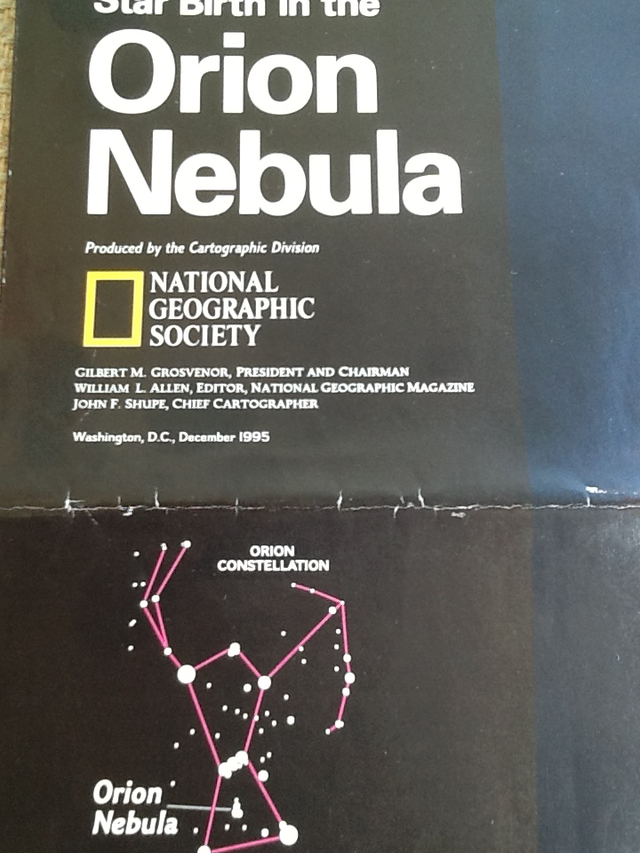 Star Birth in the
Orion
Nebula
Produced by the Cartographic Division
NATIONAL
GEOGRAPHIC
SOCIETY
GILBERT M. GROSVENOR, PRESIDENT AND CHAIRMAN
WILLIAM L. ALLEN, EDITOR, NATIONAL GEOGRAPHIC MAGAZINE
JOHN F. SHUPE, CHIEF CARTOGRAPHER
Washington, D.C., December 1995
ORION
CONSTELLATION
Orion
Nebula